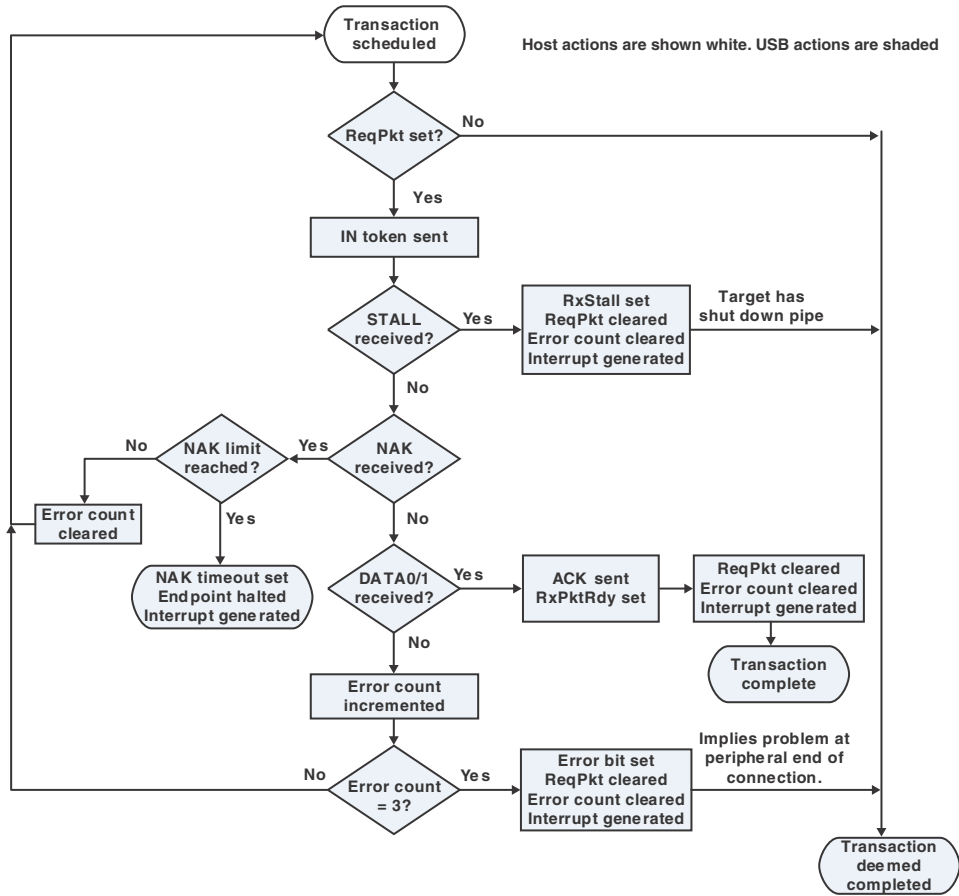 Transaction
scheduled
Host actions are shown white. USB actions are shaded
ReqPkt set?
No
Yes
IN token sent
STALL
received?
Yes
RxStall set
ReqPkt cleared
Error count cleared
Interrupt generated
Target has
shut down pipe
No
NAK limit
reached?
No
Yes
NAK
received?
Error count
cleared
Yes
No
NAK timeout set
Endpoint halted
Interrupt generated
DATA0/1
received?
Yes
ACK sent
RxPktRdy set
ReqPkt cleared
Error count cleared
Interrupt generated
No
Transaction
complete
Error count
incremented
No
Error count
= 3?
Yes
Error bit set
ReqPkt cleared
Error count cleared
Interrupt generated
Implies problem at
peripheral end of
connection.
Transaction
deemed
completed